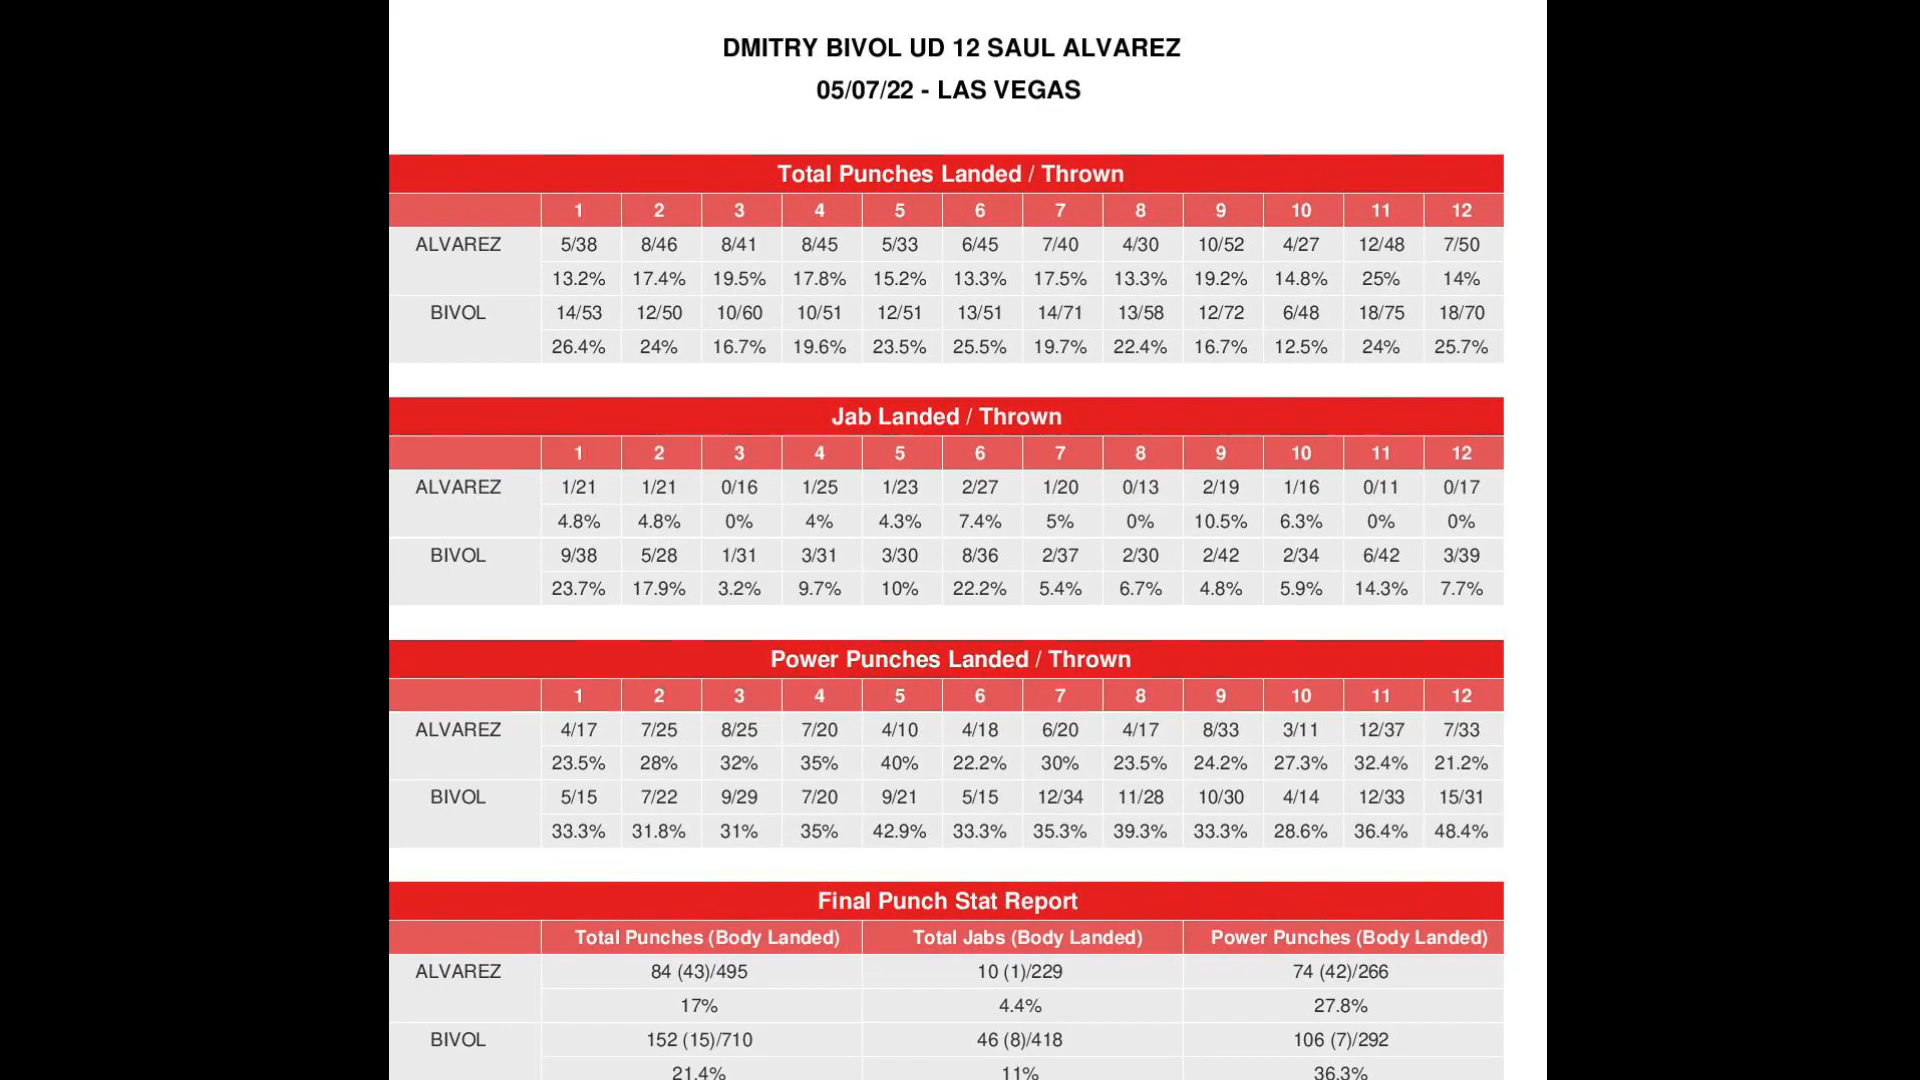 DMITRY BIVOL UD 12 SAUL ALVAREZ
05/07/22 - LAS VEGAS
Total Punches Landed / Thrown
1 2 3 4 5 6 7 8 9 10 11 12
ALVAREZ 5/38 8/46 8/41 8/45 5/33 6/45 7/40 4/30 10/52 4/27 12/48 7/50
13.2% 17.4% 19.5% 17.8% 15.2% 13.3% 17.5% 13.3% 19.2% 14.8% 25% 14%
BIVOL 14/53 12/50 10/60 10/51 12/51 13/51 14/71 13/58 12/72 6/48 18/75 18/70
26.4% 24% 16.7% 19.6% 23.5% 25.5% 19.7% 22.4% 16.7% 12.5% 24% 25.7%
Jab Landed / Thrown
1 2 3 4 5 6 7 8 9 10 11 12
ALVAREZ 1/21 1/21 0/16 1/25 1/23 2/27 1/20 0/13 2/19 1/16 0/11 0/17
4.8% 4.8% 0% 4% 4.3% 7.4% 5% 0% 10.5% 6.3% 0% 0%
BIVOL 9/38 5/28 1/31 3/31 3/30 8/36 2/37 2/30 2/42 2/34 6/42 3/39
23.7% 17.9% 3.2% 9.7% 10% 22.2% 5.4% 6.7% 4.8% 5.9% 14.3% 7.7%
Power Punches Landed / Thrown
1 2 3 4 5 6 7 8 9 10 11 12
ALVAREZ 4/17 7/25 8/25 7/20 4/10 4/18 6/20 4/17 8/33 3/11 12/37 7/33
23.5% 28% 32% 35% 40% 22.2% 30% 23.5% 24.2% 27.3% 32.4% 21.2%
BIVOL 5/15 7/22 9/29 7/20 9/21 5/15 12/34 11/28 10/30 4/14 12/33 15/31
33.3% 31.8% 31% 35% 42.9% 33.3% 35.3% 39.3% 33.3% 28.6% 36.4% 48.4%
Final Punch Stat Report
Total Punches (Body Landed) Total Jabs (Body Landed) Power Punches (Body Landed)
ALVAREZ 84 (43)/495 10 (1)/229 74 (42)/266
17% 4.4% 27.8%
BIVOL 152 (15)/710 46 (8)/418 106 (7)/292
21.4% 11% 36.3%